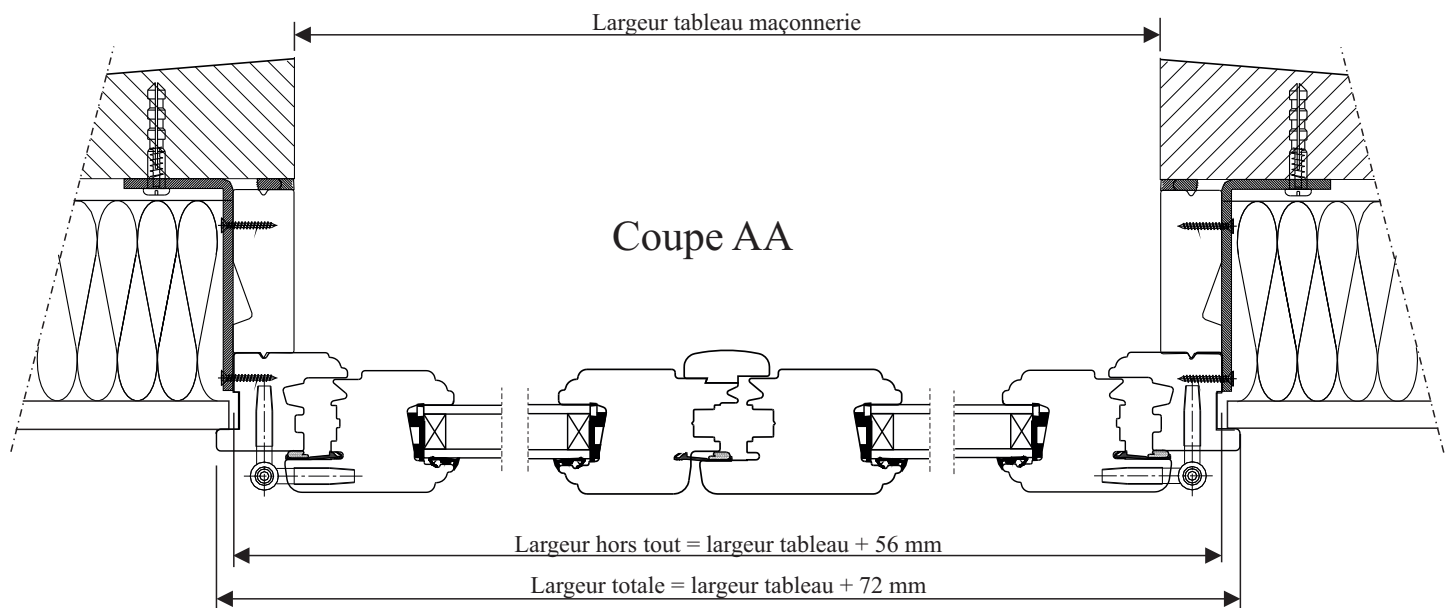 Largeur tableau maçonnerie
Coupe AA
Largeur hors tout = largeur tableau + 56 mm
Largeur totale = largeur tableau + 72 mm